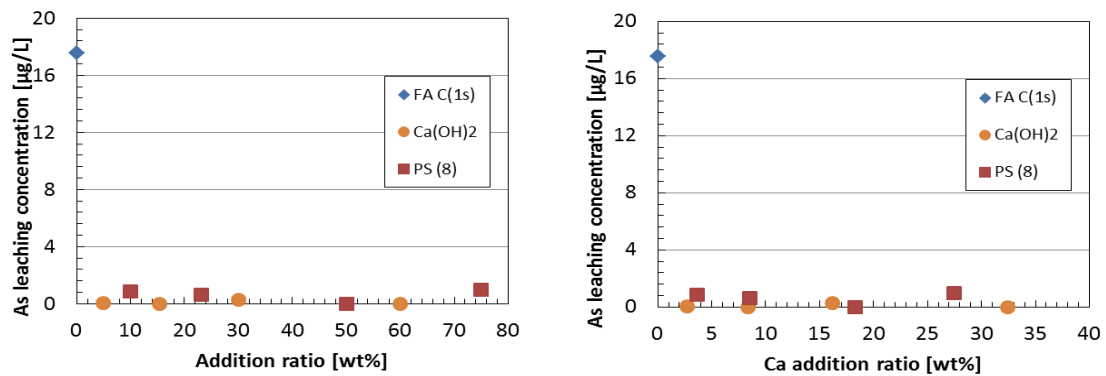 As leaching concentration [µg/L]
20
16
12
8
4
0
FA C(1s)
Ca(OH)2
PS (8)
0 10 20 30 40 50 60 70 80
Addition ratio [wt%]
As leaching concentration [µg/L]
20
16
12
8
4
0
FA C(1s)
Ca(OH)2
PS (8)
0 5 10 15 20 25 30 35 40
Ca addition ratio [wt%]